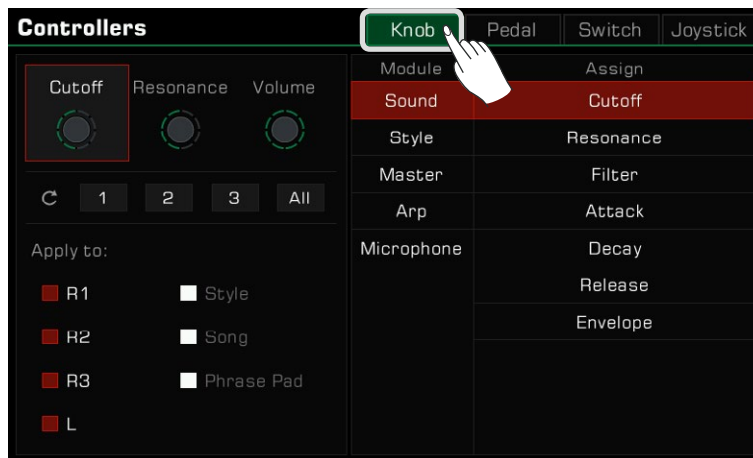 Controllers
Knob
Pedal
Switch
Joystick
Cutoff
Resonance
Volume
1
2
3
All
Apply to:
R1
Style
R2
Song
R3
Phrase Pad
L
Module
Assign
Sound
Cutoff
Style
Resonance
Master
Filter
Arp
Attack
Microphone
Decay
Release
Envelope